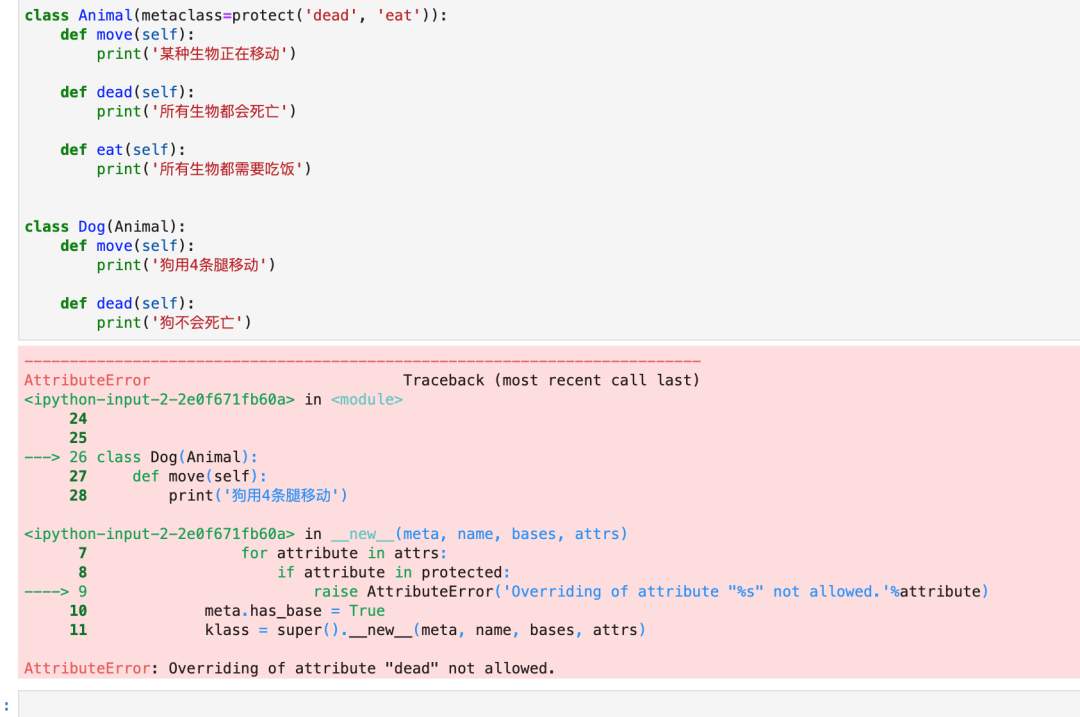 class Animal(metaclass=protect('dead', 'eat')):
    def move(self):
        print('某种生物正在移动')
    def dead(self):
        print('所有生物都会死亡')
    def eat(self):
        print('所有生物都需要吃饭')
class Dog(Animal):
    def move(self):
        print('狗用4条腿移动')
    def dead(self):
        print('狗不会死亡')
---------------------------------------------------------------------------
AttributeError                            Traceback (most recent call last)
<ipython-input-2-2e0f671fb60a> in <module>
     24
     25
---> 26 class Dog(Animal):
     27     def move(self):
     28         print('狗用4条腿移动')
<ipython-input-2-2e0f671fb60a> in __new__(meta, name, bases, attrs)
      7                 for attribute in attrs:
      8                     if attribute in protected:
----> 9                         raise AttributeError('Overriding of attribute "%s" not allowed.'%attribute)
     10             meta.has_base = True
     11             klass = super().__new__(meta, name, bases, attrs)
AttributeError: Overriding of attribute "dead" not allowed.
: